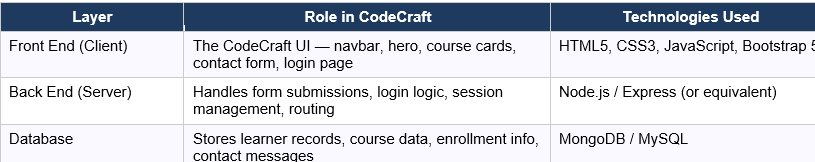 Layer Role in CodeCraft Technologies Used
Front End (Client) The CodeCraft UI — navbar, hero, course cards, HTML5, CSS3, JavaScript, Bootstrap 5
contact form, login page
Back End (Server) Handles form submissions, login logic, session Node.js / Express (or equivalent)
management, routing
Database Stores learner records, course data, enrollment info, MongoDB / MySQL
contact messages